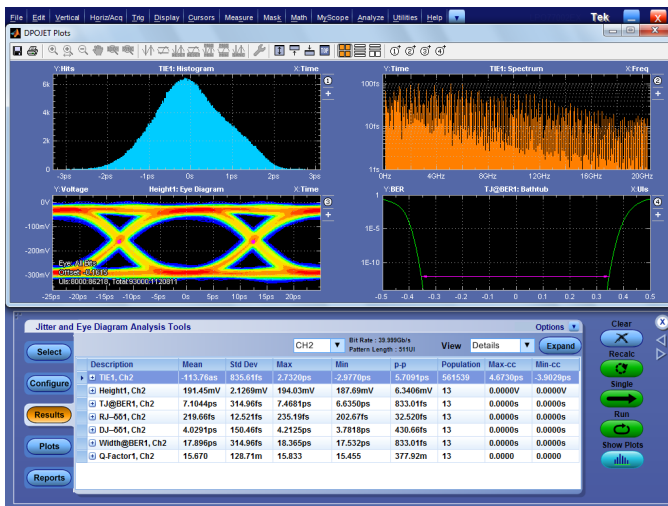 File Edit Vertical Horiz/Acq Trig Display Cursors Measure Mask Math MyScope Analyze Utilities Help Tek
DPOJET Plots
Y:Hits TIE1: Histogram X:Time
6k
4k
2k
0
-3ps -2ps -1ps 0s 1ps 2ps 3ps
Y:Time TIE1: Spectrum X:Freq
100fs
10fs
1fs
0Hz 4GHz 8GHz 12GHz 16GHz 20GHz
Y:Voltage Height1: Eye Diagram X:Time
0V
-100mV
-200mV
-300mV
Eye: All Bits
UIs:8000:86218, Total:93000:1120811
-25ps -20ps -15ps -10ps -5ps 0s 5ps 10ps 15ps 20ps
Y:BER TJ@BER1: Bathtub X:UIs
1
1E-5
1E-10
-0.5 -0.4 -0.3 -0.2 -0.1 0 0.1 0.2 0.3 0.4 0.5
Jitter and Eye Diagram Analysis Tools
Options
Clear
Recalc
Single
Run
Show Plots
Select
Configure
Results
Plots
Reports
CH2
Bit Rate : 39.999Gb/s
Pattern Length : 511UI
View Details Expand
Description Mean Std Dev Max Min p-p Population Max-cc Min-cc
TIE1, Ch2 -113.76as 835.61fs 2.7320ps -2.9770ps 5.7091ps 561539 4.6730ps -3.9029ps
Height1, Ch2 191.45mV 2.1269mV 194.03mV 187.69mV 6.3406mV 13 0.0000V 0.0000V
TJ@BER1, Ch2 7.1044ps 314.96fs 7.4681ps 6.6350ps 833.01fs 13 0.0000s 0.0000s
RJ–δδ1, Ch2 219.66fs 12.521fs 235.19fs 202.67fs 32.520fs 13 0.0000s 0.0000s
DJ–δδ1, Ch2 4.0291ps 150.46fs 4.2125ps 3.7818ps 430.66fs 13 0.0000s 0.0000s
Width@BER1, Ch2 17.896ps 314.96fs 18.365ps 17.532ps 833.01fs 13 0.0000s 0.0000s
Q-Factor1, Ch2 15.670 128.71m 15.833 15.455 377.92m 13 0.0000 0.0000